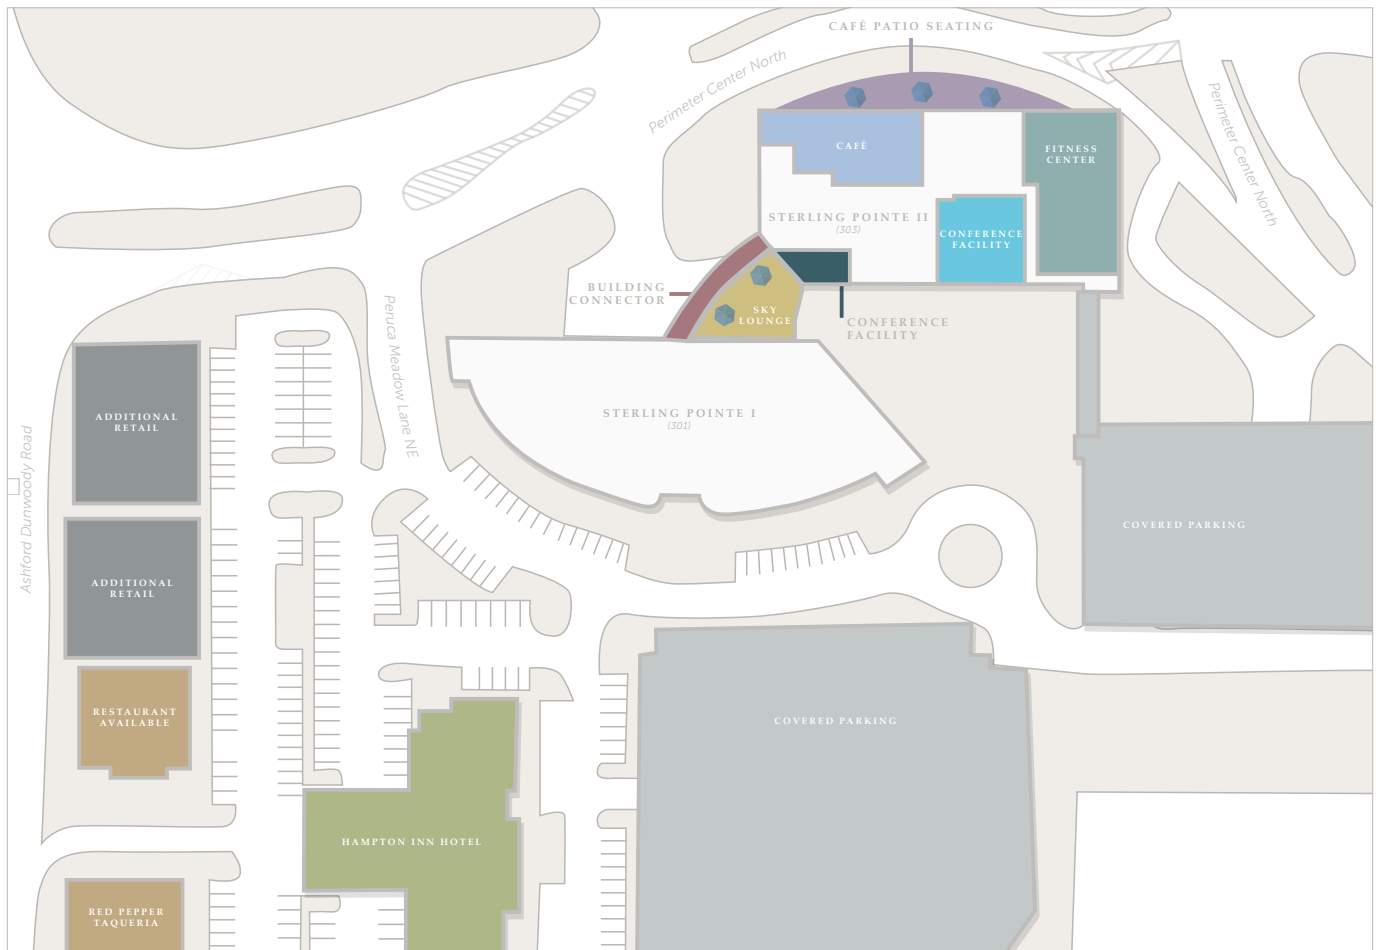 CAFÈ PATIO SEATING
Perimeter Center North
Perimeter Center North
CAFÈ
FITNESS
CENTER
STERLING POINTE II
(303)
CONFERENCE
FACILITY
BUILDING
CONNECTOR
SKY
LOUNGE
CONFERENCE
FACILITY
Peruca Meadow Lane NE
STERLING POINTE I
(301)
ADDITIONAL
RETAIL
Ashford Dunwoody Road
COVERED PARKING
ADDITIONAL
RETAIL
RESTAURANT
AVAILABLE
COVERED PARKING
HAMPTON INN HOTEL
RED PEPPER
TAQUERIA